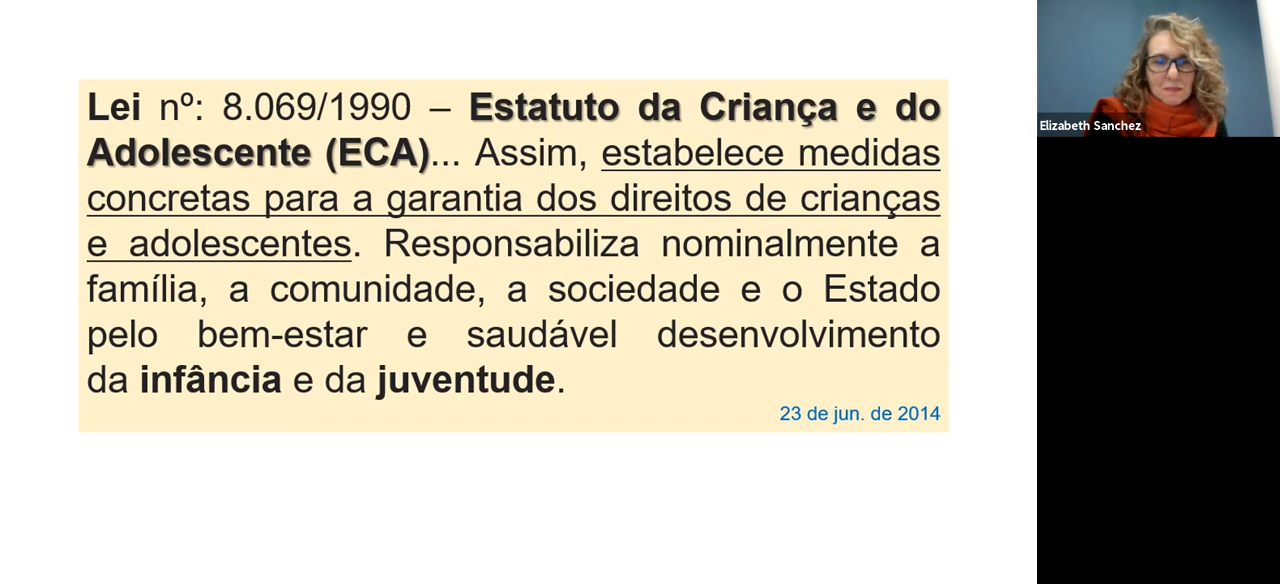 Lei nº: 8.069/1990 – Estatuto da Criança e do
Adolescente (ECA)... Assim, estabelece medidas
concretas para a garantia dos direitos de crianças
e adolescentes. Responsabiliza nominalmente a
família, a comunidade, a sociedade e o Estado
pelo bem-estar e saudável desenvolvimento
da infância e da juventude.
23 de jun. de 2014
Elizabeth Sanchez